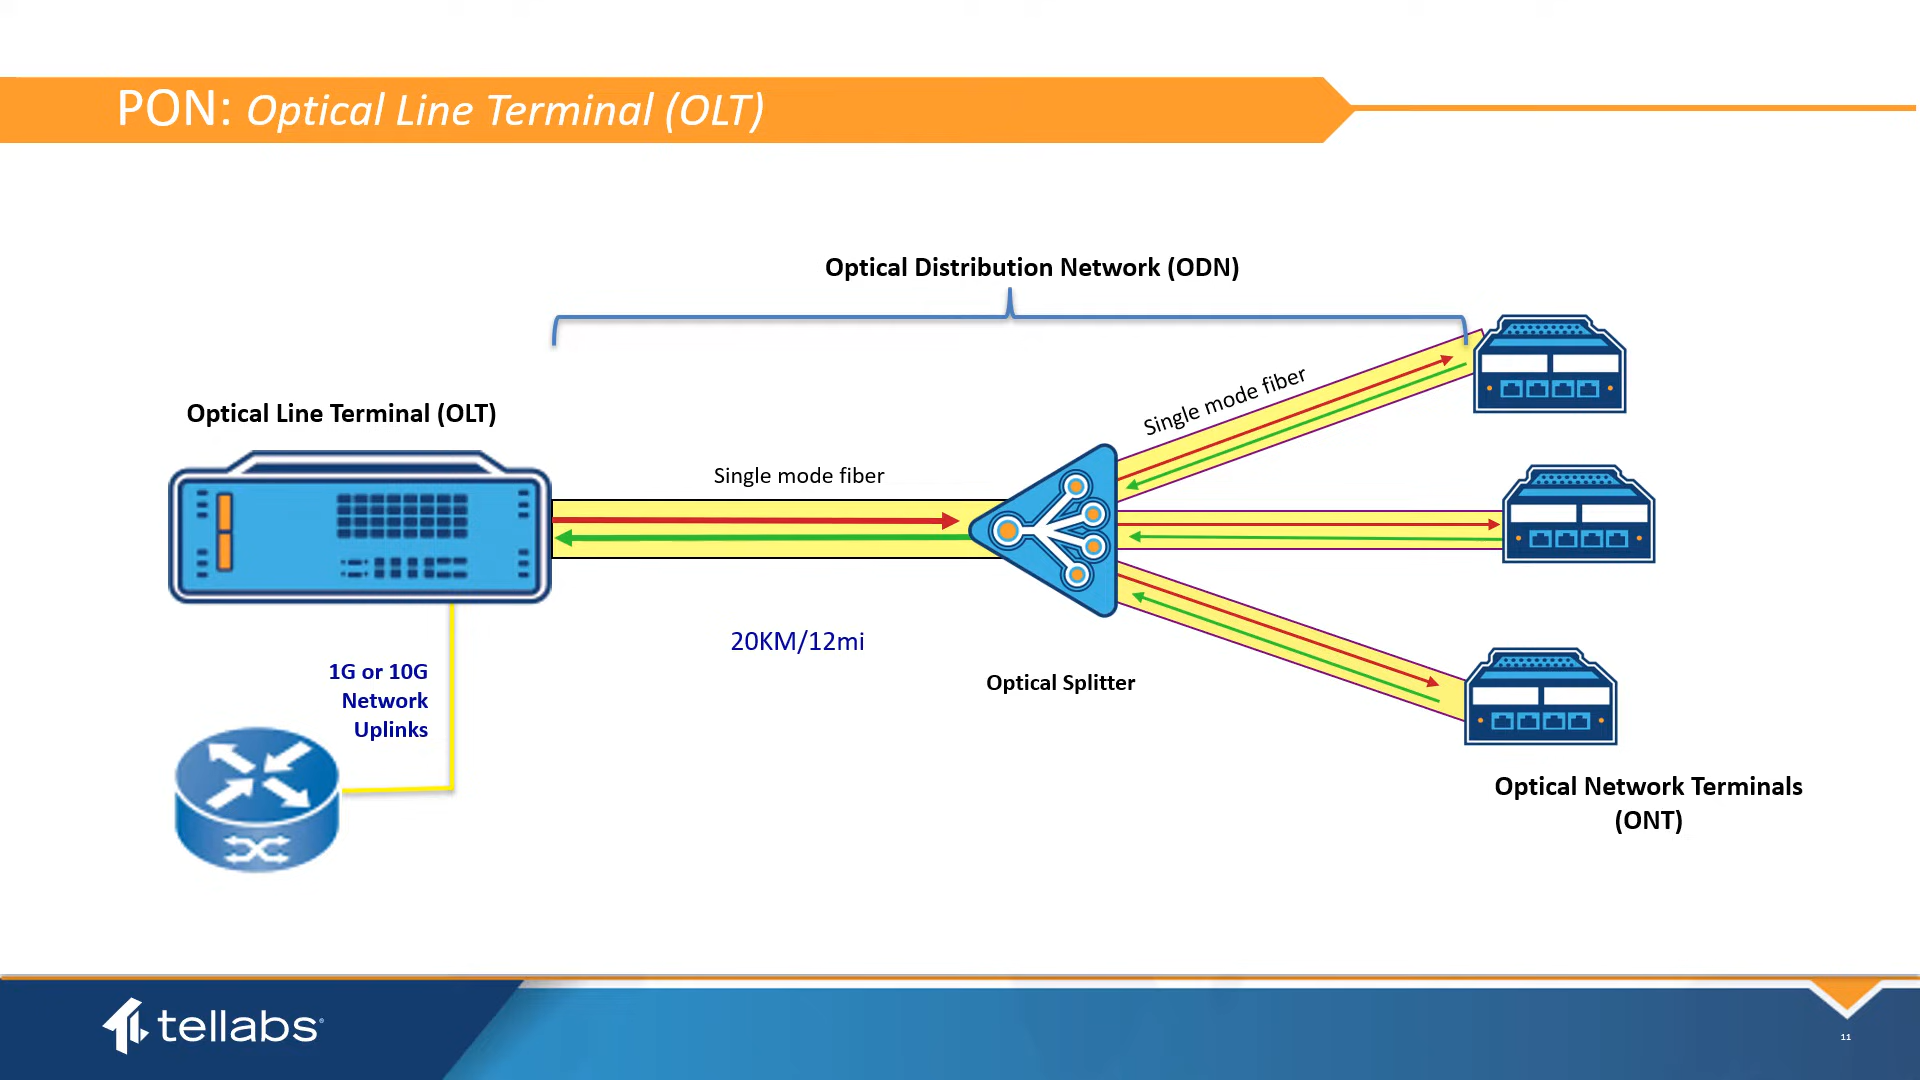 PON: Optical Line Terminal (OLT)
Optical Distribution Network (ODN)
Optical Line Terminal (OLT)
Single mode fiber
Single mode fiber
20KM/12mi
1G or 10G
Network
Uplinks
Optical Splitter
Optical Network Terminals
(ONT)
tellabs
11